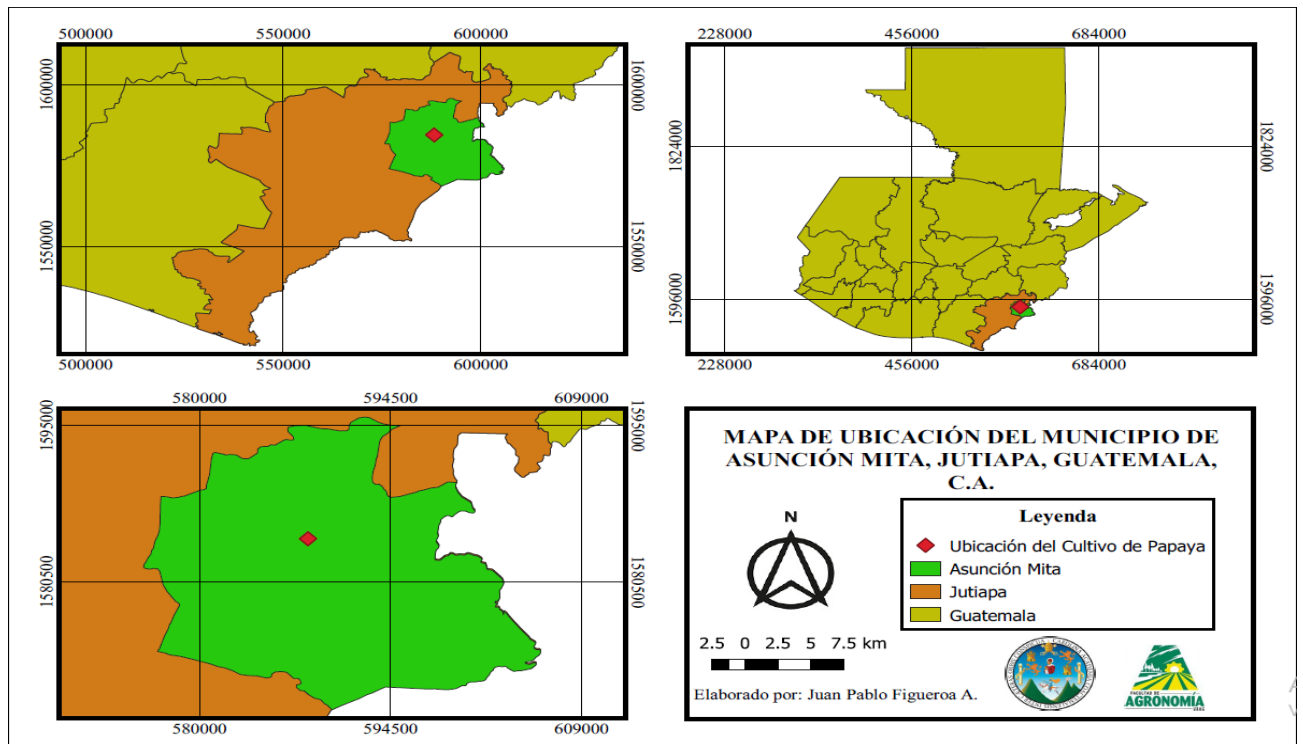 500000 550000 600000
1600000 1600000
1550000 1550000
500000 550000 600000
228000 456000 684000
1824000 1824000
1596000 1596000
228000 456000 684000
580000 594500 609000
1595000 1595000
1580500 1580500
580000 594500 609000
MAPA DE UBICACIÓN DEL MUNICIPIO DE
ASUNCIÓN MITA, JUTIAPA, GUATEMALA,
C.A.
Leyenda
Ubicación del Cultivo de Papaya
Asunción Mita
Jutiapa
Guatemala
N
2.5 0 2.5 5 7.5 km
Elaborado por: Juan Pablo Figueroa A.
FACULTAD DE
AGRONOMÍA